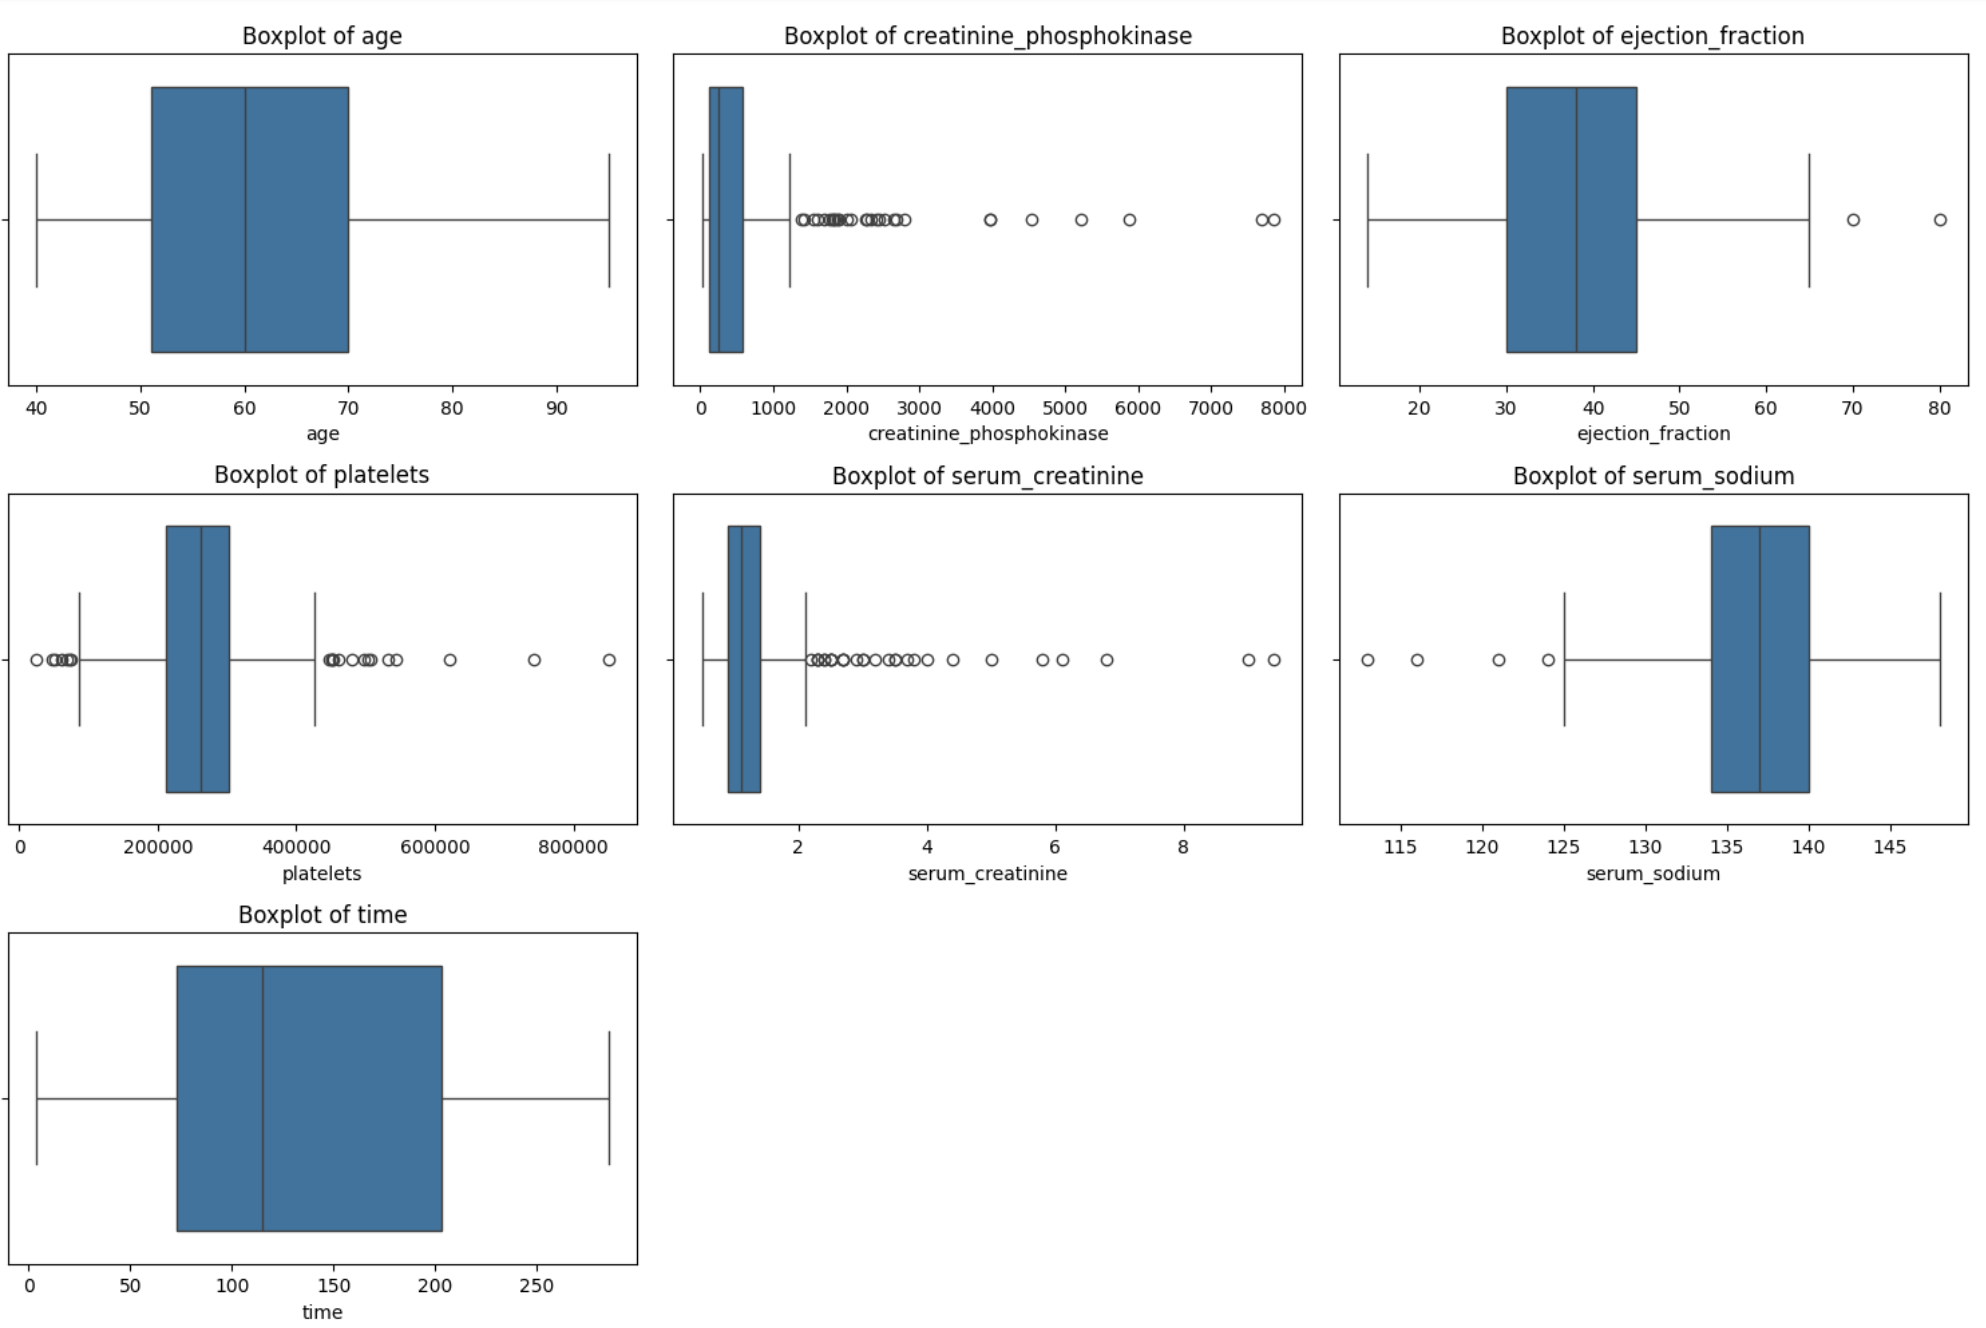 Boxplot of age
40 50 60 70 80 90
age
Boxplot of creatinine_phosphokinase
0 1000 2000 3000 4000 5000 6000 7000 8000
creatinine_phosphokinase
Boxplot of ejection_fraction
20 30 40 50 60 70 80
ejection_fraction
Boxplot of platelets
0 200000 400000 600000 800000
platelets
Boxplot of serum_creatinine
2 4 6 8
serum_creatinine
Boxplot of serum_sodium
115 120 125 130 135 140 145
serum_sodium
Boxplot of time
0 50 100 150 200 250
time